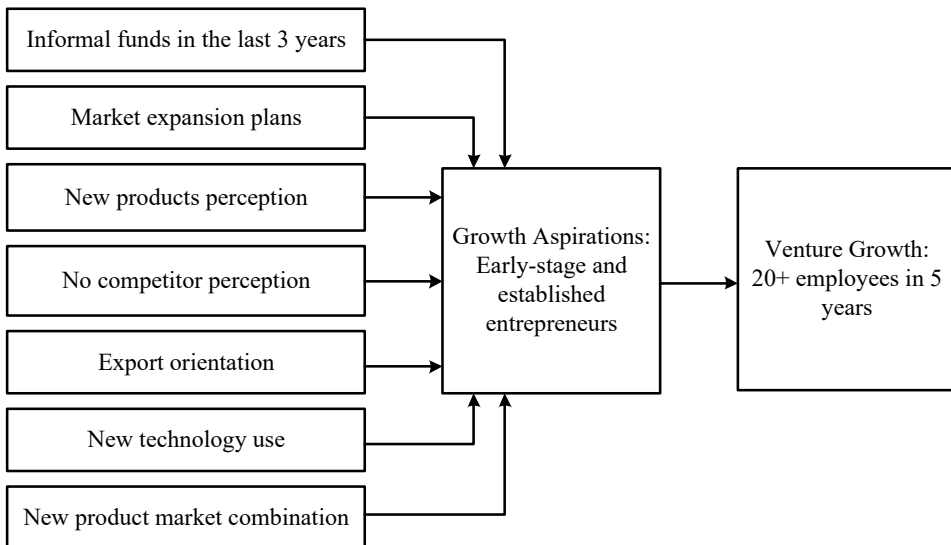 Informal funds in the last 3 years
Market expansion plans
New products perception
No competitor perception
Export orientation
New technology use
New product market combination
Growth Aspirations:
Early-stage and
established
entrepreneurs
Venture Growth:
20+ employees in 5
years